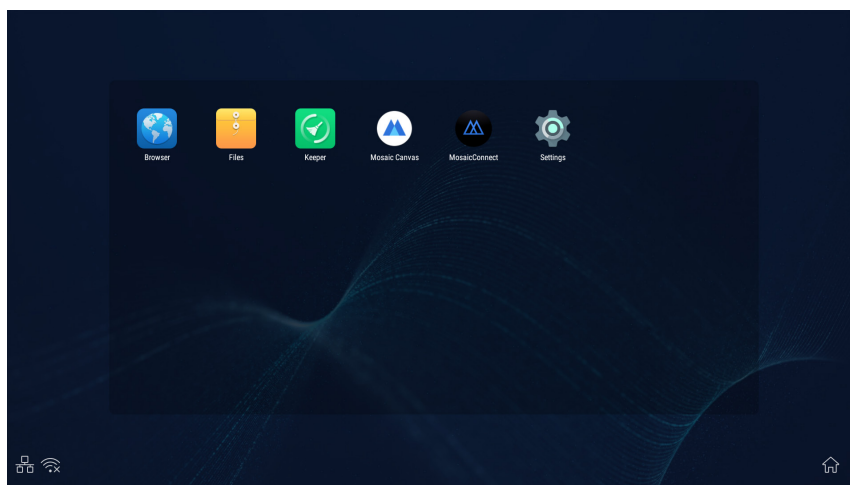 Browser
Files
Keeper
Mosaic Canvas
MosaicConnect
Settings